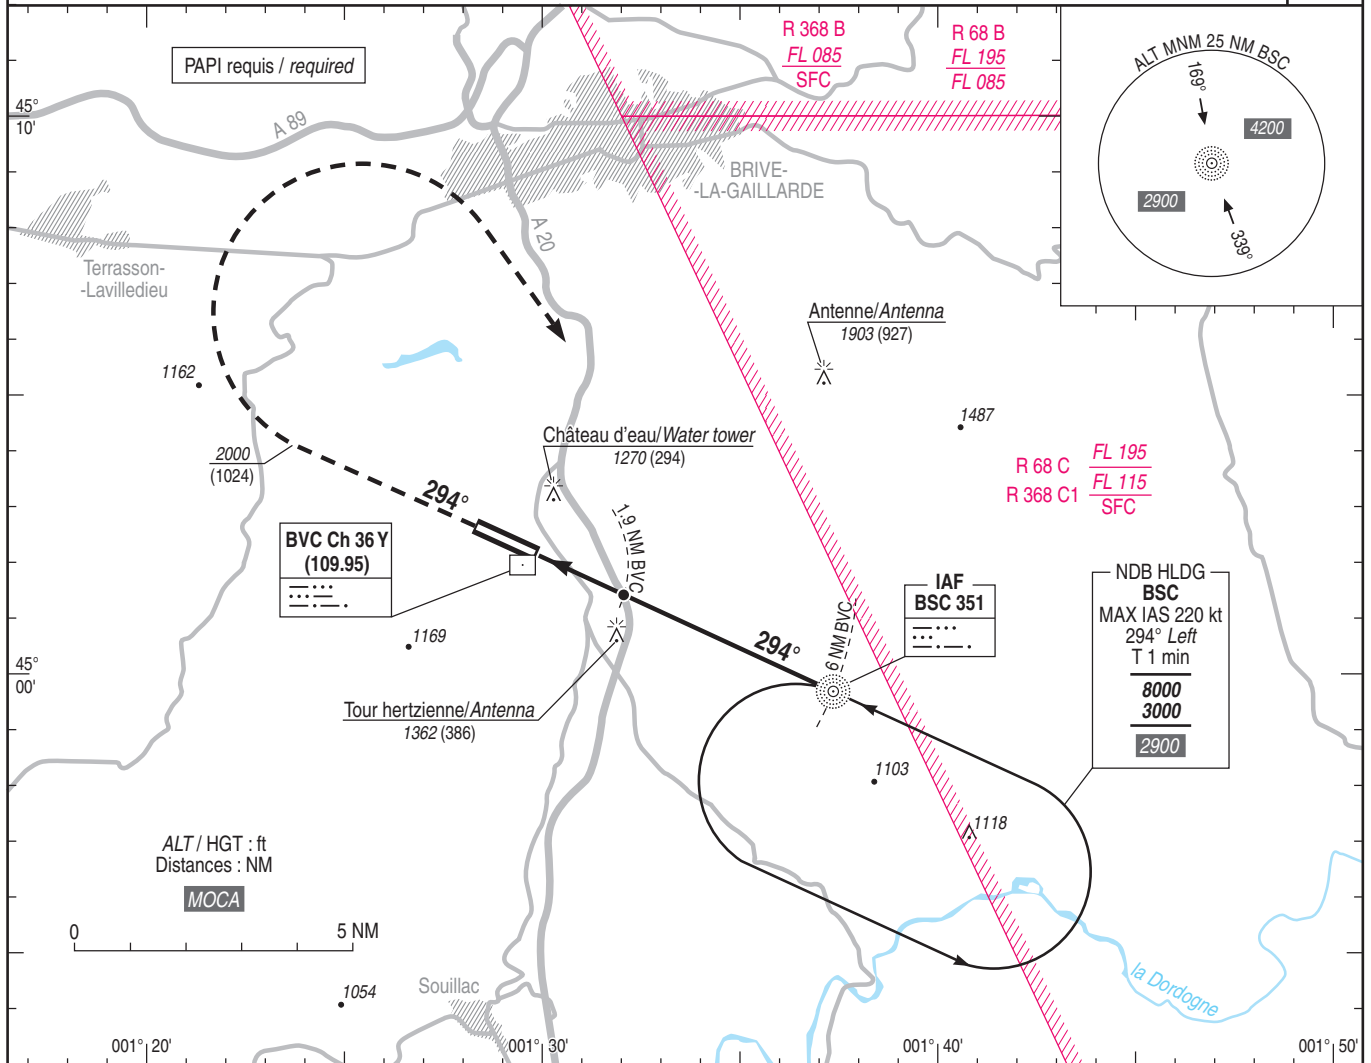 PAPI requis / required
R 368 B
FL 085
SFC
R 68 B
FL 195
FL 085
ALT MNM 25 NM BSC
169°
4200
2900
339°
45°
10'
A 89
BRIVE-
-LA-GAILLARDE
A 20
Terrasson-
-Lavilledieu
Antenne/Antenna
1903 (927)
1162
1487
Château d'eau/Water tower
1270 (294)
2000
(1024)
294°
R 68 C
FL 195
R 368 C1
FL 115
SFC
1.9 NM BVC
BVC Ch 36 Y
(109.95)
IAF
BSC 351
NDB HLDG
BSC
MAX IAS 220 kt
294° Left
T 1 min
8000
3000
2900
6 NM BVC
294°
1169
45°
00'
Tour hertzienne/Antenna
1362 (386)
1103
1118
ALT / HGT : ft
Distances : NM
MOCA
0
5 NM
1054
Souillac
la Dordogne
001° 20'
001° 30'
001° 40'
001° 50'